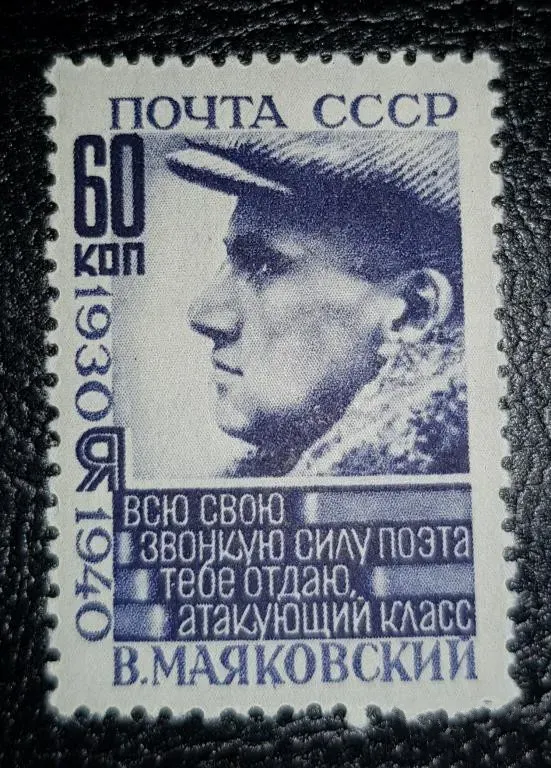 ПОЧТА СССР
60
КОП
1930
1940
ВСЮ СВОЮ
ЗВОНКУЮ СИЛУ ПОЭТА
ТЕБЕ ОТДАЮ,
АТАКУЮЩИЙ КЛАСС
В. МАЯКОВСКИЙ